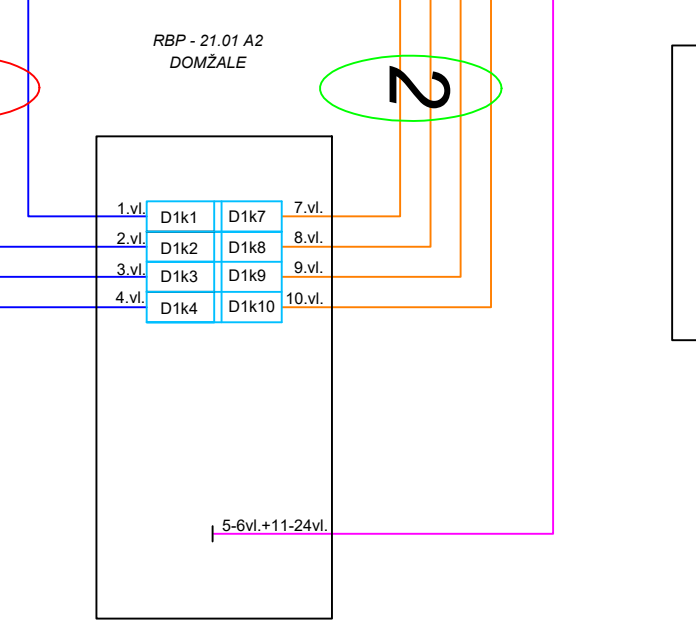 RBP - 21.01 A2
DOMŽALE
2
1.vl. D1k1 D1k7 7.vl.
2.vl. D1k2 D1k8 8.vl.
3.vl. D1k3 D1k9 9.vl.
4.vl. D1k4 D1k10 10.vl.
5-6vl.+11-24vl.